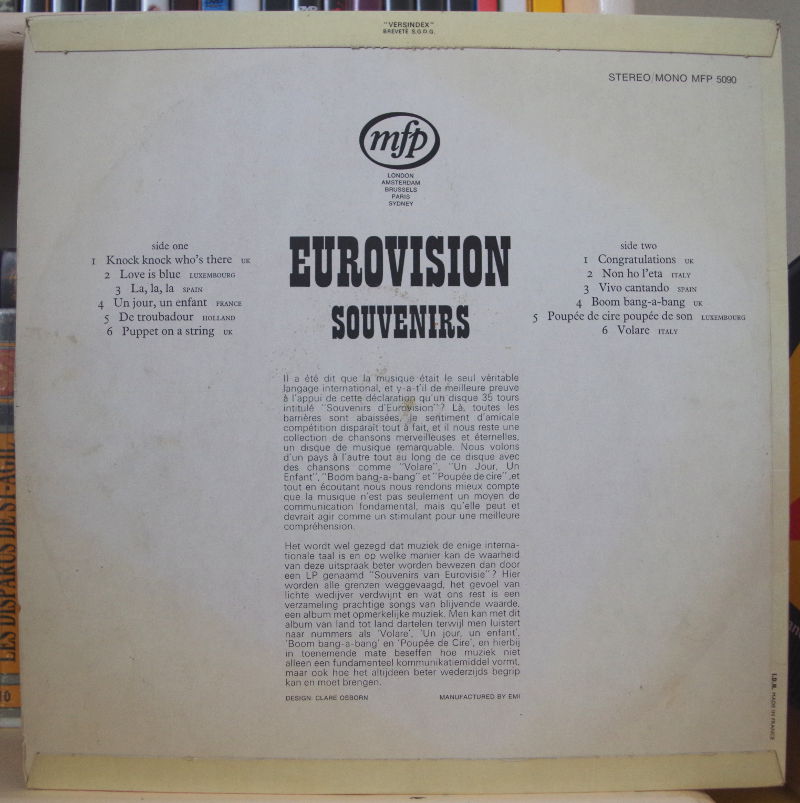 "VERSINDEX"
BREVETÉ S.G.D.G.
STEREO/MONO MFP 5090
mfp
LONDON
AMSTERDAM
BRUSSELS
PARIS
SYDNEY
EUROVISION
SOUVENIRS
side one
1 Knock knock who's there UK
2 Love is blue LUXEMBOURG
3 La, la, la SPAIN
4 Un jour, un enfant FRANCE
5 De troubadour HOLLAND
6 Puppet on a string UK
side two
1 Congratulations UK
2 Non ho l'eta ITALY
3 Vivo cantando SPAIN
4 Boom bang-a-bang UK
5 Poupée de cire poupée de son LUXEMBOURG
6 Volare ITALY
Il a été dit que la musique était le seul véritable
langage international, et y-a-t'il de meilleure preuve
à l'appui de cette déclaration qu'un disque 35 tours
intitulé "Souvenirs d'Eurovision"? Là, toutes les
barrières sont abaissées, le sentiment d'amicale
compétition disparaît tout à fait, et il nous reste une
collection de chansons merveilleuses et éternelles,
un disque de musique remarquable. Nous volons
d'un pays à l'autre tout au long de ce disque avec
des chansons comme "Volare", "Un Jour, Un
Enfant", "Boom bang-a-bang" et "Poupée de cire", et
tout en écoutant nous nous rendons mieux compte
que la musique n'est pas seulement un moyen de
communication fondamental, mais qu'elle peut et
devrait agir comme un stimulant pour une meilleure
compréhension.
Het wordt wel gezegd dat muziek de enige interna-
tionale taal is en op welke manier kan de waarheid
van deze uitspraak beter worden bewezen dan door
een LP genaamd "Souvenirs van Eurovisie"? Hier
worden alle grenzen weggevaagd, het gevoel van
lichte wedijver verdwijnt en wat ons rest is een
verzameling prachtige songs van blijvende waarde,
een album met opmerkelijke muziek. Men kan met dit
album van land tot land dartelen terwijl men luistert
naar nummers als 'Volare', 'Un jour, un enfant',
'Boom bang-a-bang' en 'Poupée de Cire', en hierbij
in toenemende mate beseffen hoe muziek niet
alleen een fundamenteel kommunikatiemiddel vormt,
maar ook hoe het altijdeen beter wederzijds begrip
kan en moet brengen.
DESIGN: CLARE OSBORN MANUFACTURED BY EMI
I.D.N. MADE IN FRANCE
LES DISPARUS DE ST-AGIL
10